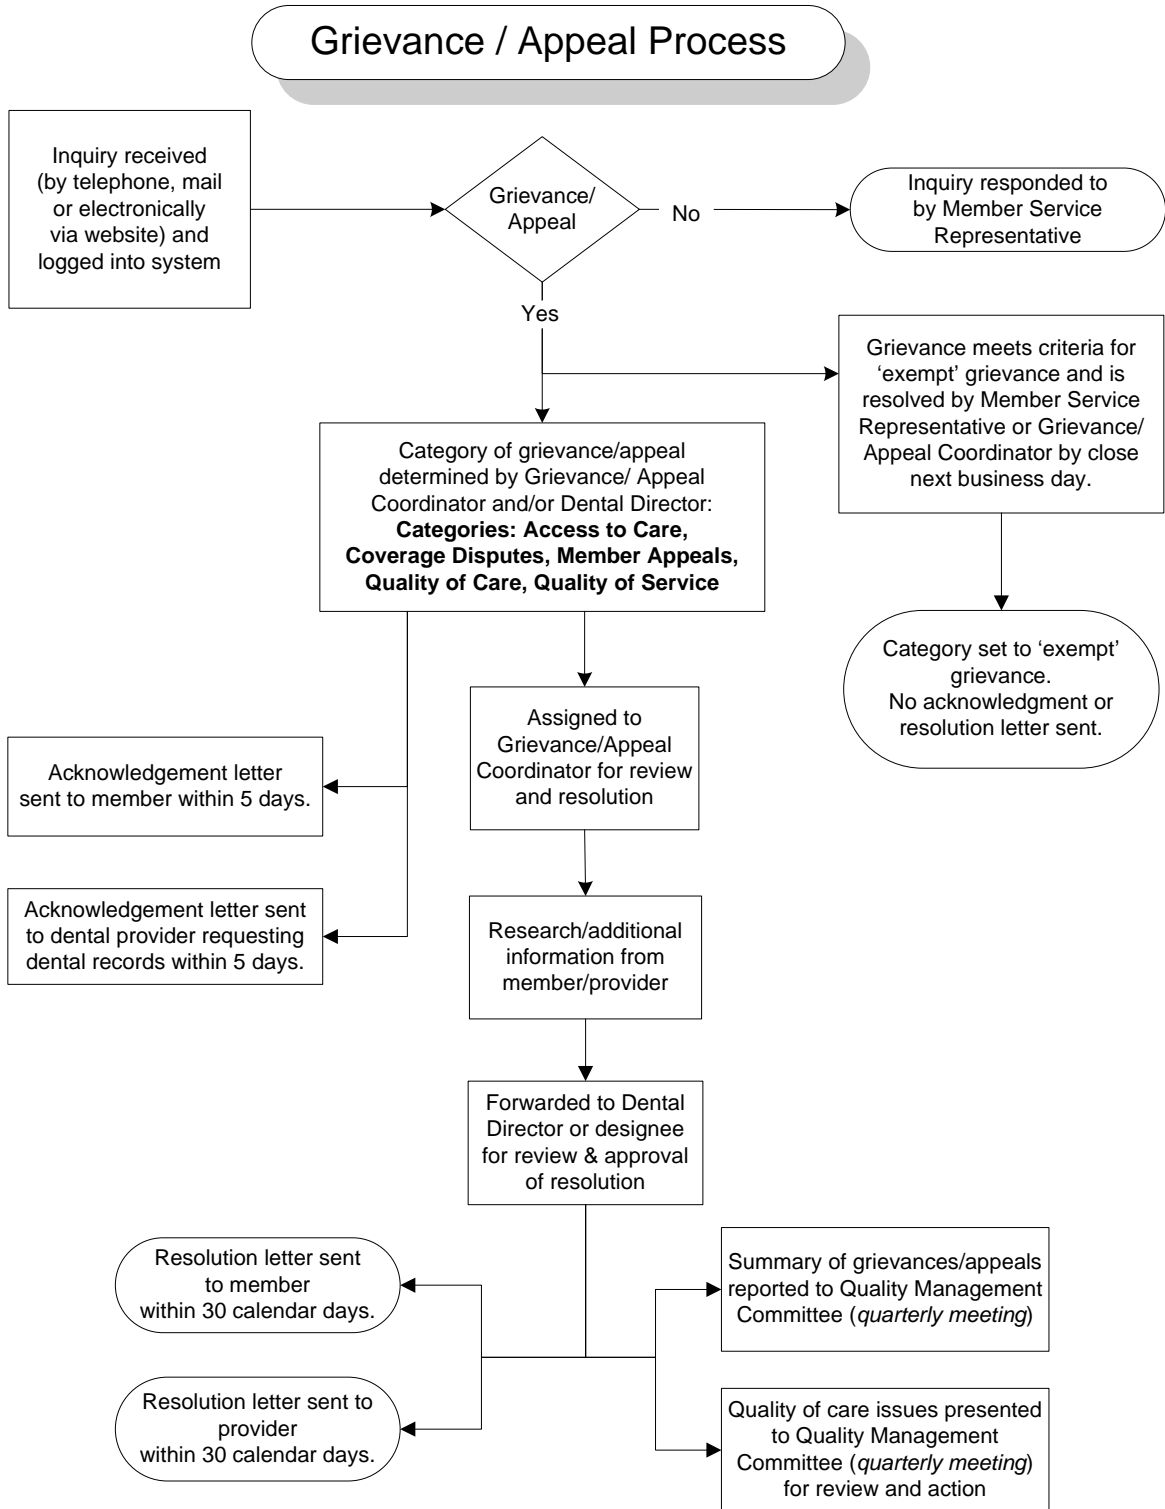 Grievance / Appeal Process
Inquiry received
(by telephone, mail
or electronically
via website) and
logged into system
Grievance/
Appeal
No
Inquiry responded to
by Member Service
Representative
Yes
Grievance meets criteria for
‘exempt’ grievance and is
resolved by Member Service
Representative or Grievance/
Appeal Coordinator by close
next business day.
Category of grievance/appeal
determined by Grievance/ Appeal
Coordinator and/or Dental Director:
Categories: Access to Care,
Coverage Disputes, Member Appeals,
Quality of Care, Quality of Service
Category set to ‘exempt’
grievance.
No acknowledgment or
resolution letter sent.
Assigned to
Grievance/Appeal
Coordinator for review
and resolution
Acknowledgement letter
sent to member within 5 days.
Acknowledgement letter sent
to dental provider requesting
dental records within 5 days.
Research/additional
information from
member/provider
Forwarded to Dental
Director or designee
for review & approval
of resolution
Resolution letter sent
to member
within 30 calendar days.
Summary of grievances/appeals
reported to Quality Management
Committee (quarterly meeting)
Resolution letter sent to
provider
within 30 calendar days.
Quality of care issues presented
to Quality Management
Committee (quarterly meeting)
for review and action